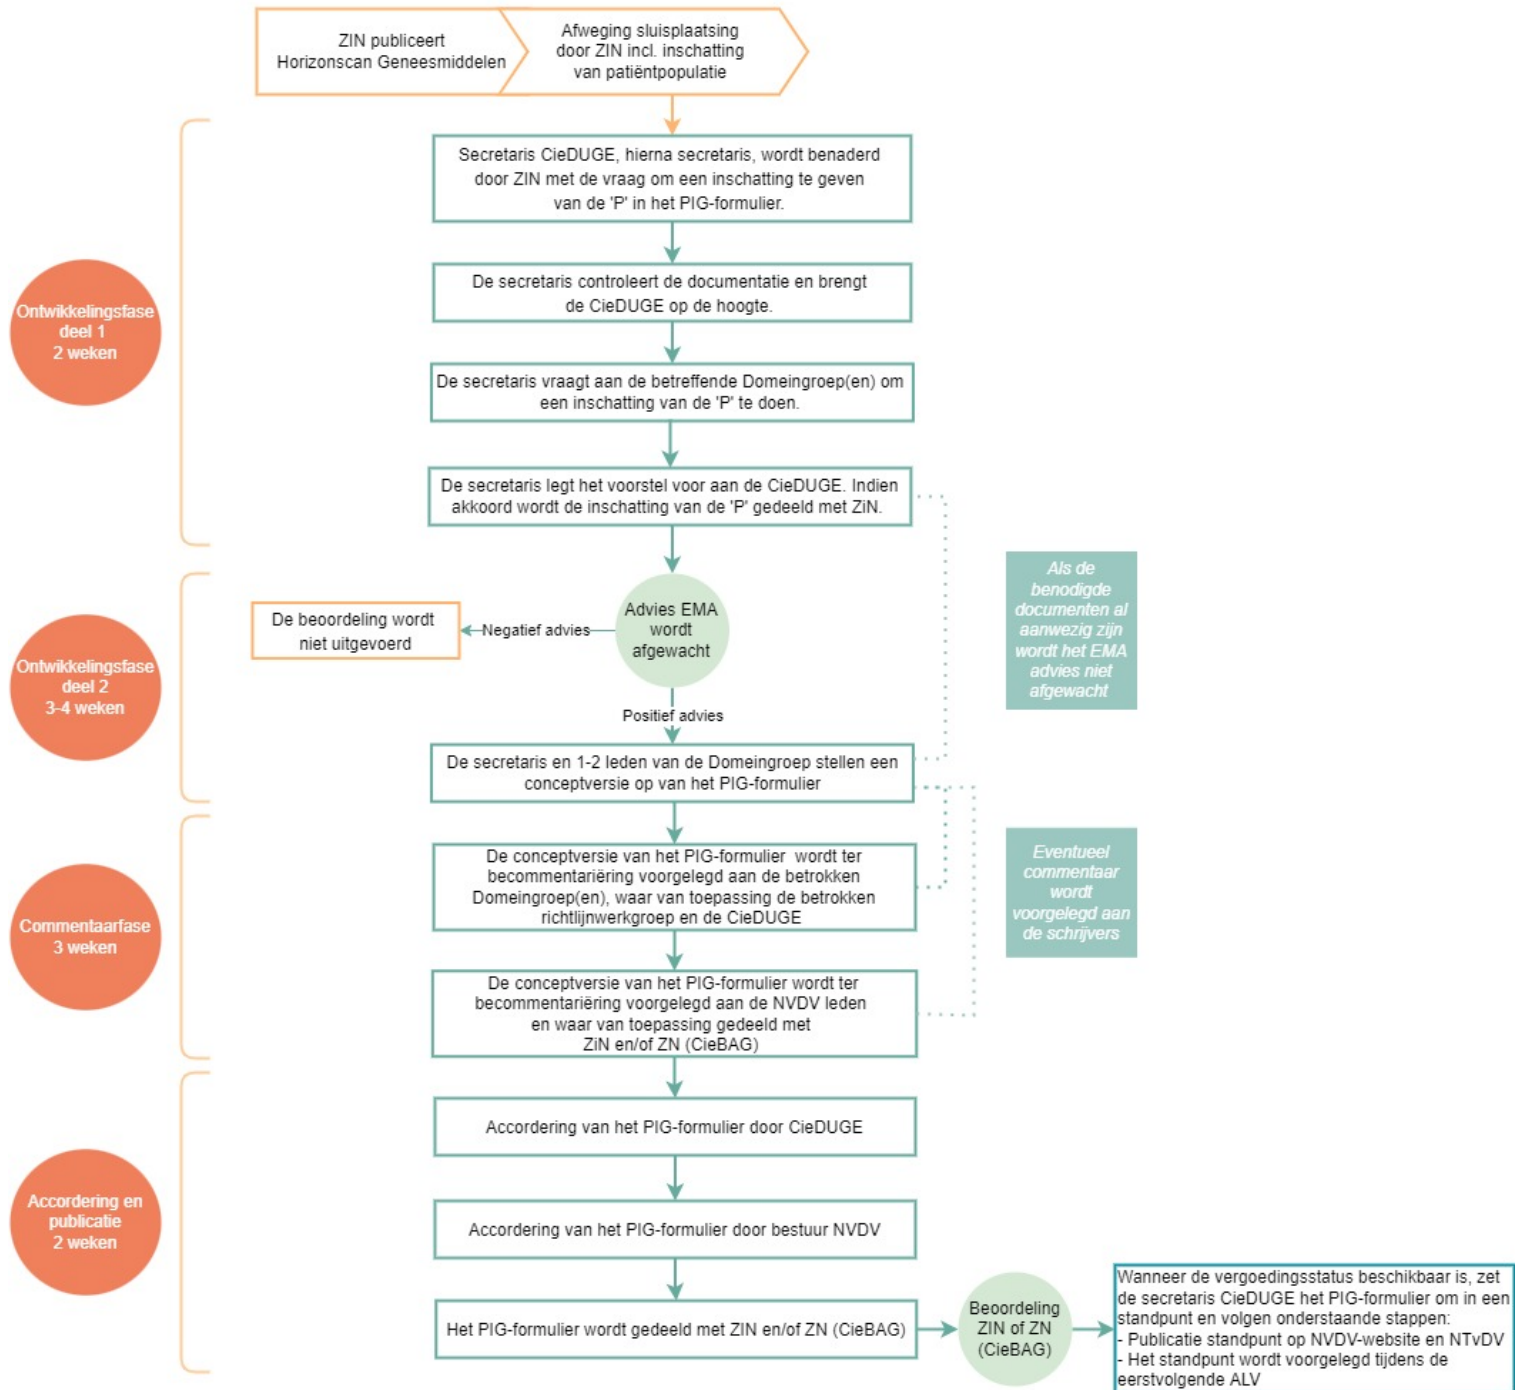 ZIN publiceert
Horizonscan Geneesmiddelen
Afweging sluisplaatsing
door ZIN incl. inschatting
van patiëntpopulatie
Ontwikkelingsfase
deel 1
2 weken
Secretaris CieDUGE, hierna secretaris, wordt benaderd
door ZIN met de vraag om een inschatting te geven
van de 'P' in het PIG-formulier.
De secretaris controleert de documentatie en brengt
de CieDUGE op de hoogte.
De secretaris vraagt aan de betreffende Domeingroep(en) om
een inschatting van de 'P' te doen.
De secretaris legt het voorstel voor aan de CieDUGE. Indien
akkoord wordt de inschatting van de 'P' gedeeld met ZiN.
Ontwikkelingsfase
deel 2
3-4 weken
Advies EMA
wordt
afgewacht
Negatief advies
De beoordeling wordt
niet uitgevoerd
Positief advies
Als de
benodigde
documenten al
aanwezig zijn
wordt het EMA
advies niet
afgewacht
De secretaris en 1-2 leden van de Domeingroep stellen een
conceptversie op van het PIG-formulier
Commentaarfase
3 weken
De conceptversie van het PIG-formulier wordt ter
becommentariëring voorgelegd aan de betrokken
Domeingroep(en), waar van toepassing de betrokken
richtlijnwerkgroep en de CieDUGE
Eventueel
commentaar
wordt
voorgelegd aan
de schrijvers
De conceptversie van het PIG-formulier wordt ter
becommentariëring voorgelegd aan de NVDV leden
en waar van toepassing gedeeld met
ZiN en/of ZN (CieBAG)
Accordering en
publicatie
2 weken
Accordering van het PIG-formulier door CieDUGE
Accordering van het PIG-formulier door bestuur NVDV
Het PIG-formulier wordt gedeeld met ZIN en/of ZN (CieBAG)
Beoordeling
ZIN of ZN
(CieBAG)
Wanneer de vergoedingsstatus beschikbaar is, zet
de secretaris CieDUGE het PIG-formulier om in een
standpunt en volgen onderstaande stappen:
- Publicatie standpunt op NVDV-website en NTvDV
- Het standpunt wordt voorgelegd tijdens de
eerstvolgende ALV